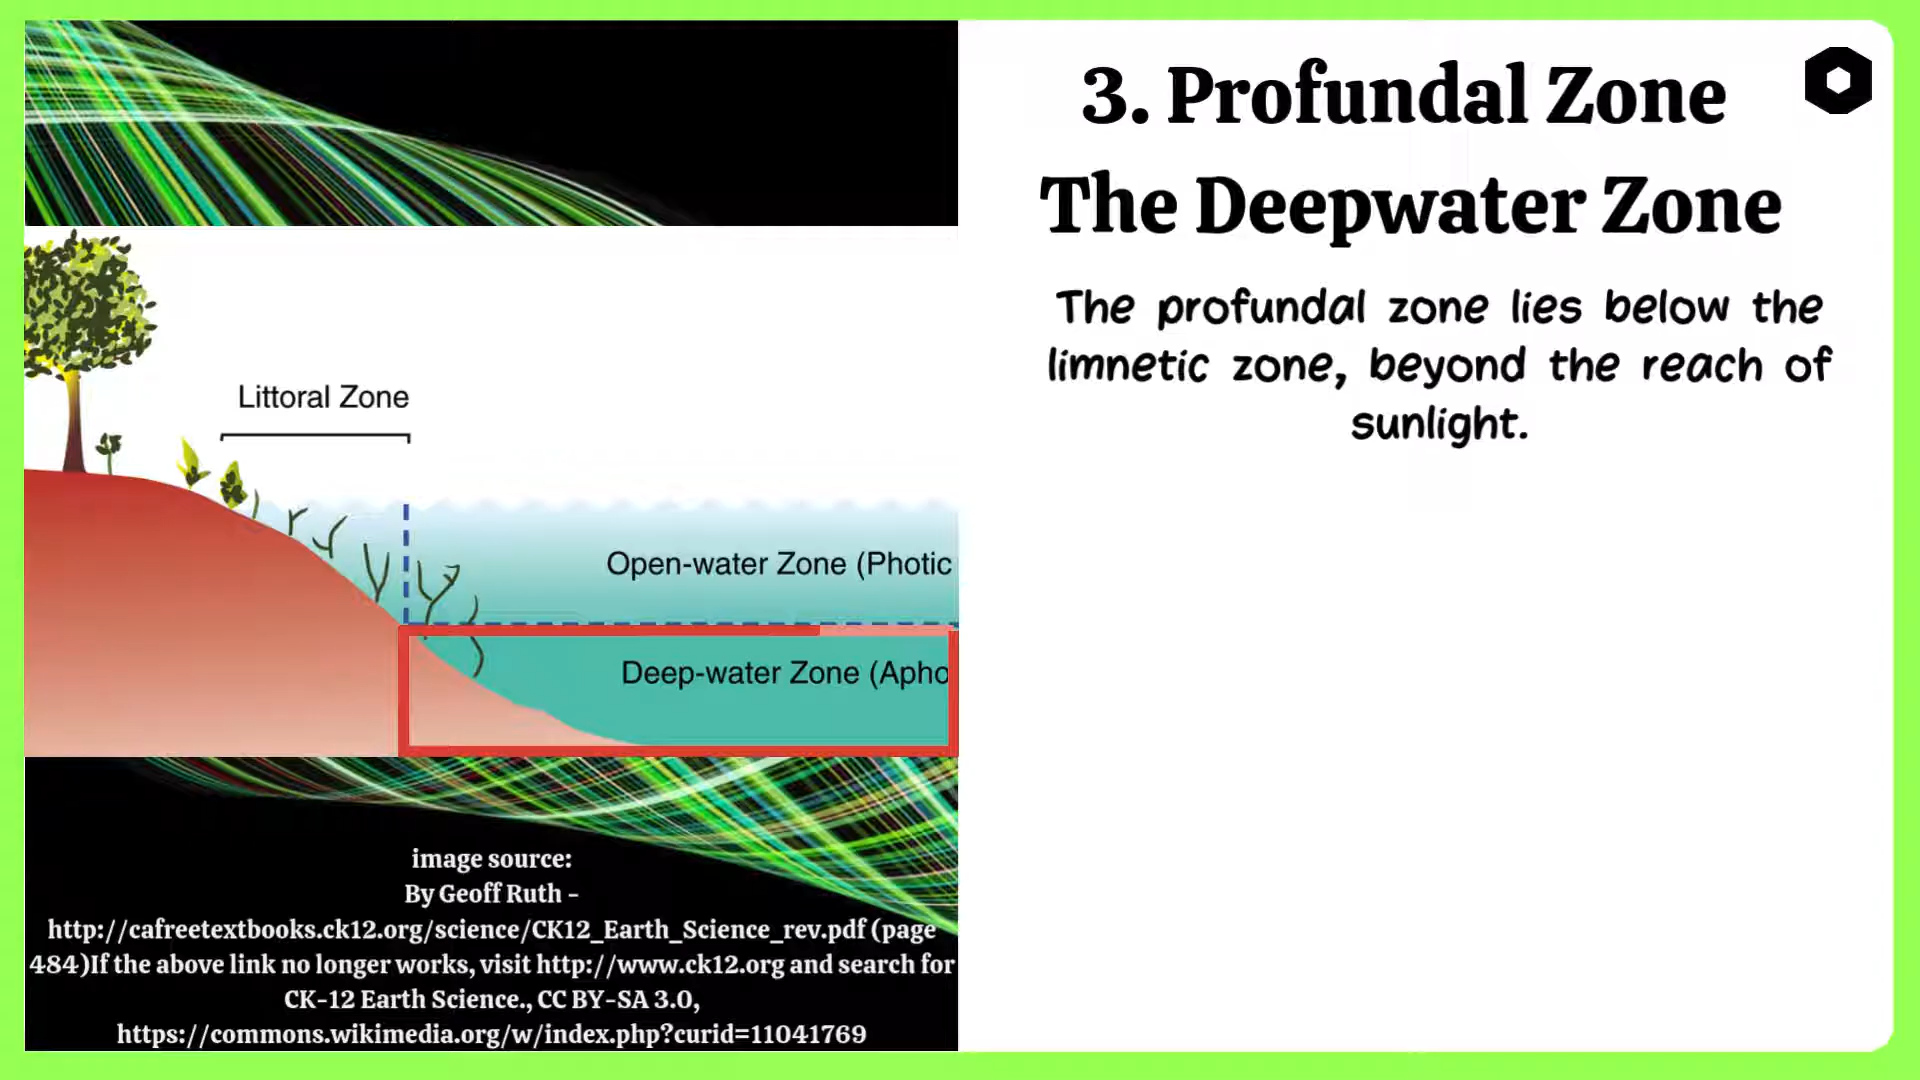 3. Profundal Zone
The Deepwater Zone
The profundal zone lies below the
limnetic zone, beyond the reach of
sunlight.
Littoral Zone
Open-water Zone (Photic
Deep-water Zone (Apho
image source:
By Geoff Ruth -
http://cafreetextbooks.ck12.org/science/CK12_Earth_Science_rev.pdf (page
484)If the above link no longer works, visit http://www.ck12.org and search for
CK-12 Earth Science., CC BY-SA 3.0,
https://commons.wikimedia.org/w/index.php?curid=11041769